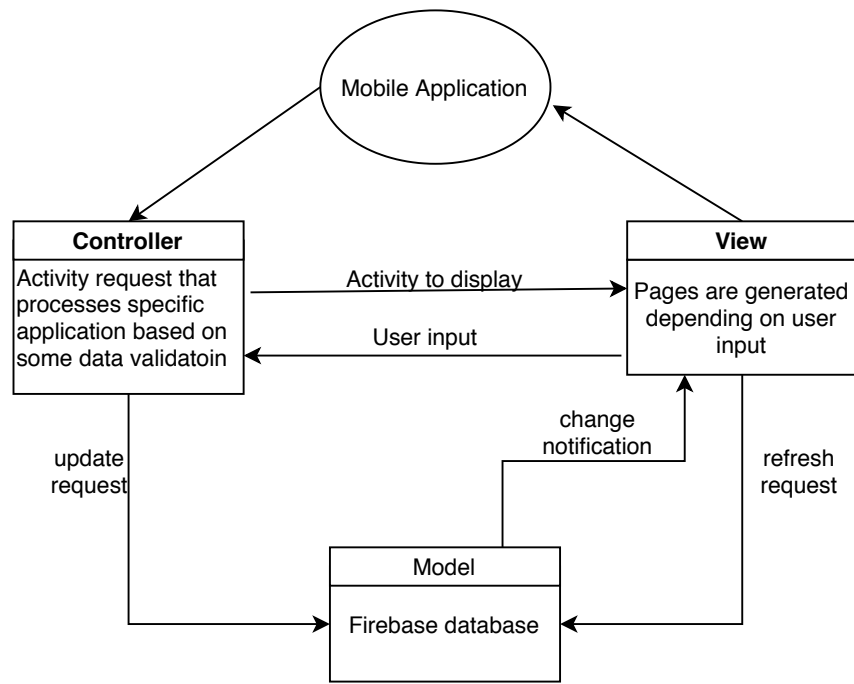 Mobile Application
Controller
Activity request that
processes specific
application based on
some data validatoin
Activity to display
User input
View
Pages are generated
depending on user
input
update
request
change
notification
refresh
request
Model
Firebase database